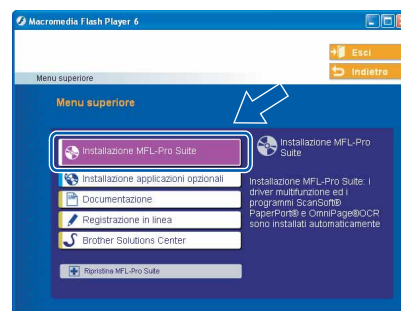 Macromedia Flash Player 6
Esci
Indietro
Menu superiore
Menu superiore
Installazione MFL-Pro Suite
Installazione applicazioni opzionali
Documentazione
Registrazione in linea
Brother Solutions Center
Ripristina MFL-Pro Suite
Installazione MFL-Pro
Suite
Installazione MFL-Pro Suite: i
driver multifunzione ed i
programmi ScanSoft®
PaperPort® e OmniPage®OCR
sono installati automaticamente